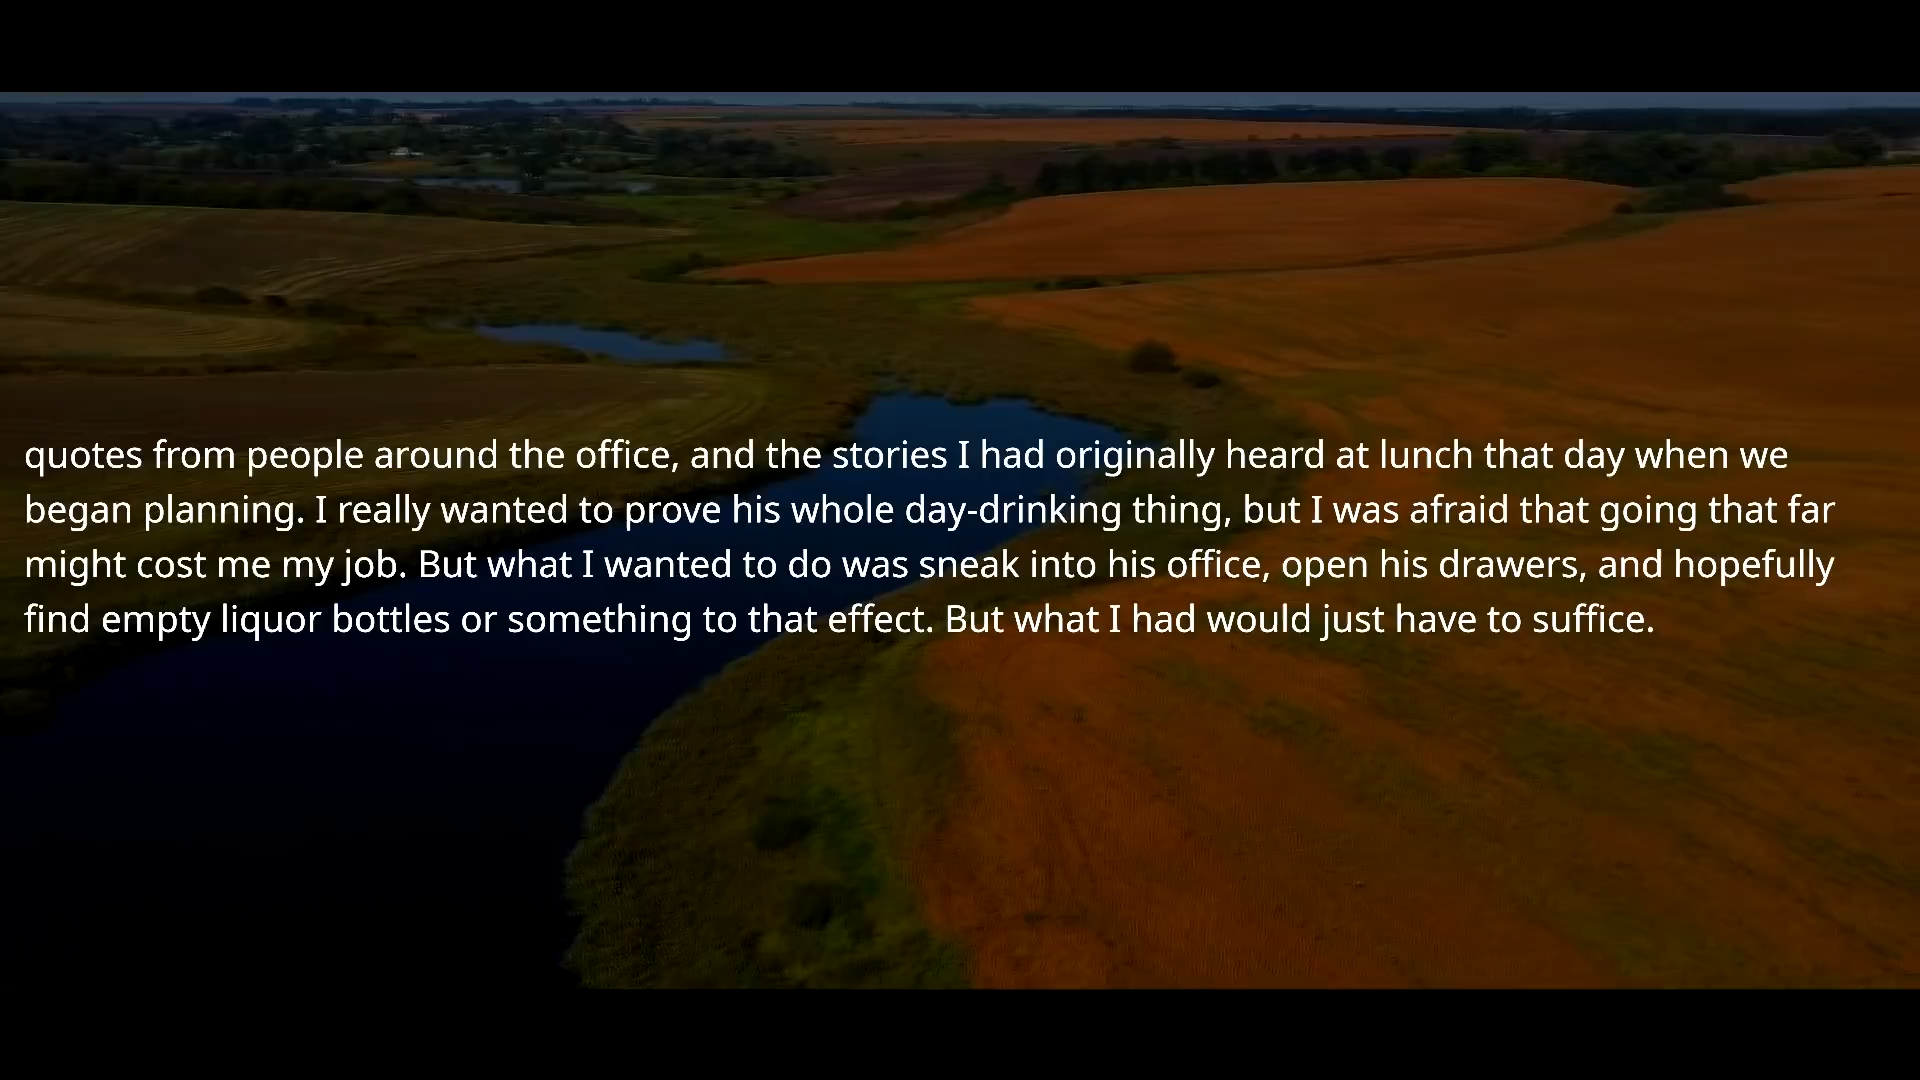 quotes from people around the office, and the stories I had originally heard at lunch that day when we
began planning. I really wanted to prove his whole day-drinking thing, but I was afraid that going that far
might cost me my job. But what I wanted to do was sneak into his office, open his drawers, and hopefully
find empty liquor bottles or something to that effect. But what I had would just have to suffice.